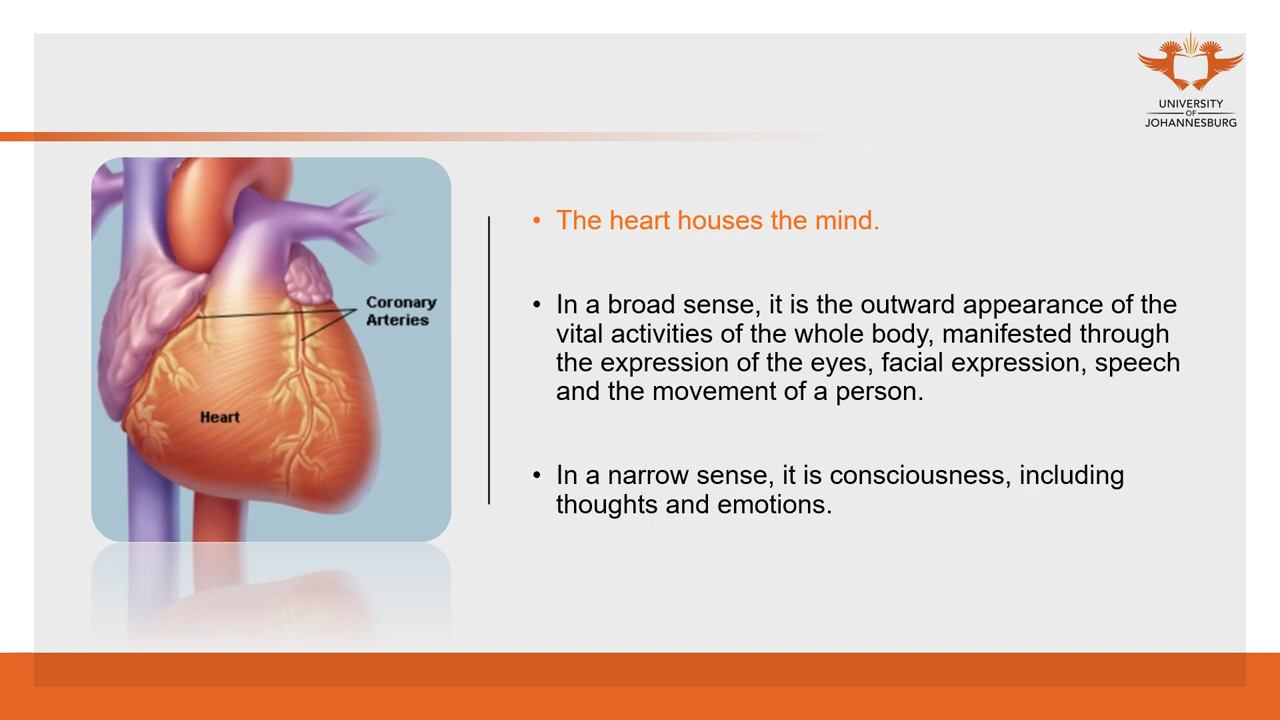 UNIVERSITY
OF
JOHANNESBURG
Coronary
Arteries
Heart
• The heart houses the mind.
• In a broad sense, it is the outward appearance of the
vital activities of the whole body, manifested through
the expression of the eyes, facial expression, speech
and the movement of a person.
• In a narrow sense, it is consciousness, including
thoughts and emotions.